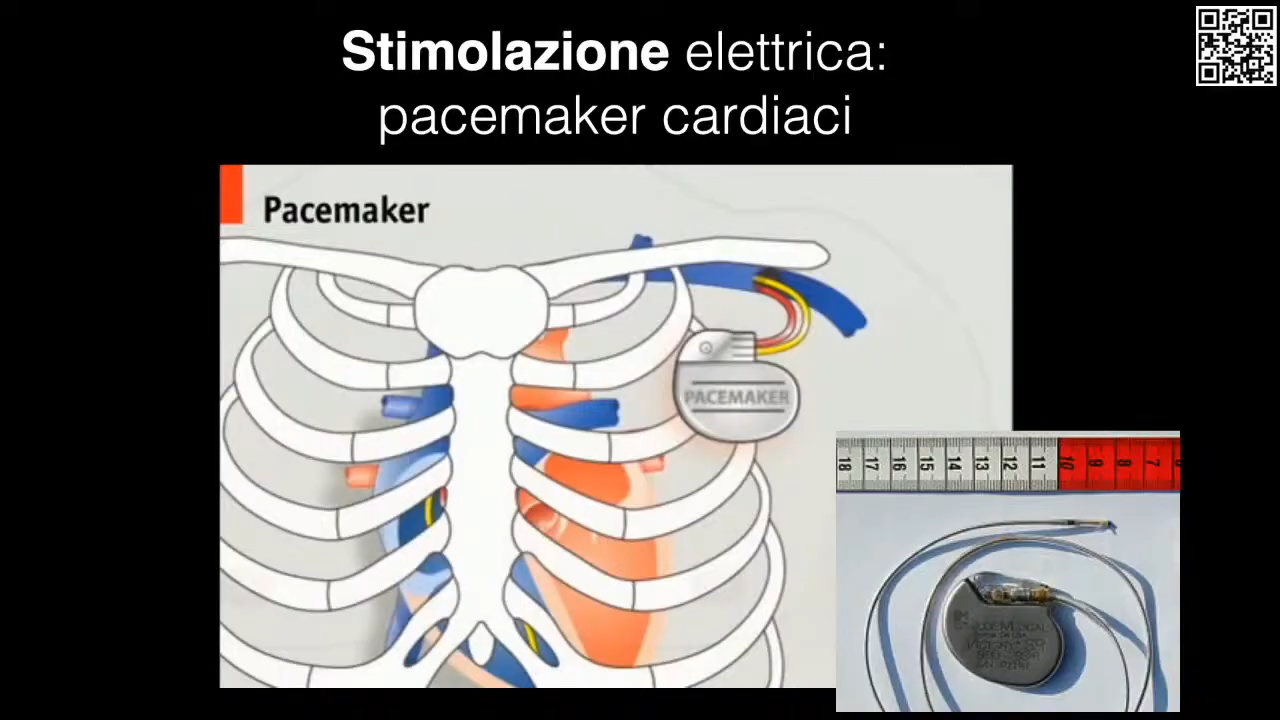 Stimolazione elettrica:
pacemaker cardiaci
Pacemaker
PACEMAKER
18 17 16 15 14 13 12 11 10 9 8 7